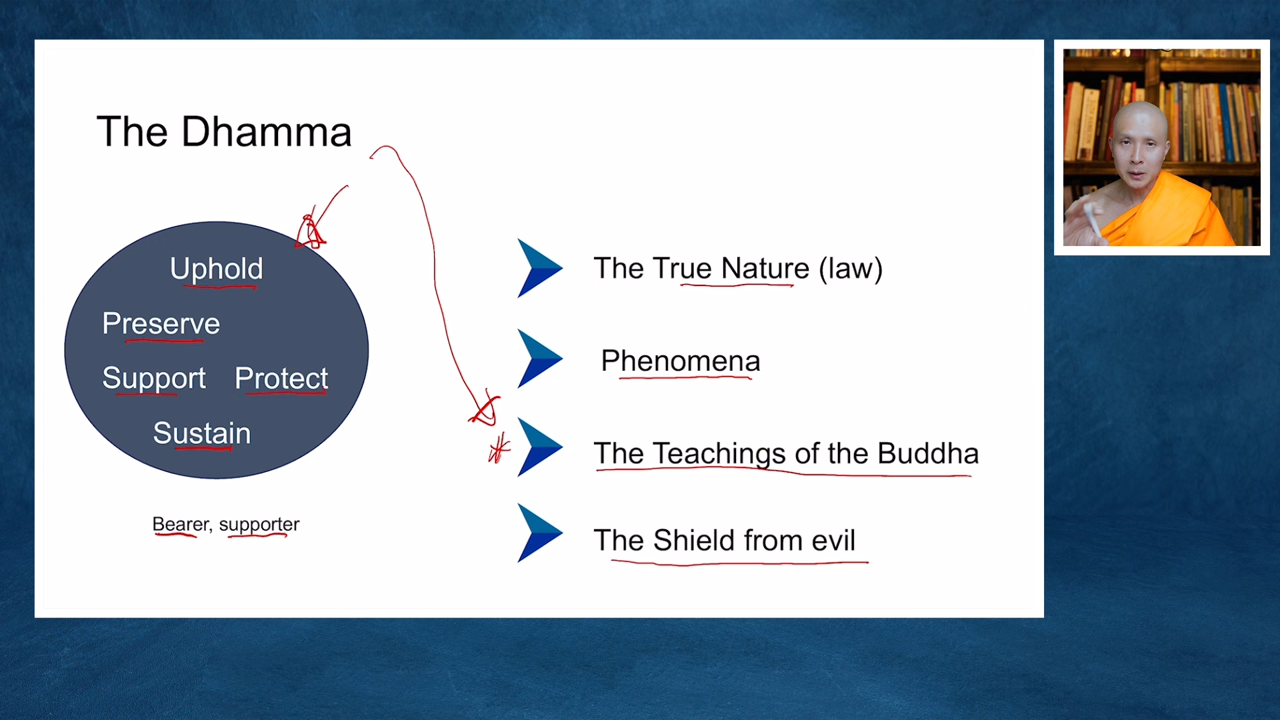 The Dhamma
Uphold
Preserve
Support Protect
Sustain
Bearer, supporter
The True Nature (law)
Phenomena
The Teachings of the Buddha
The Shield from evil